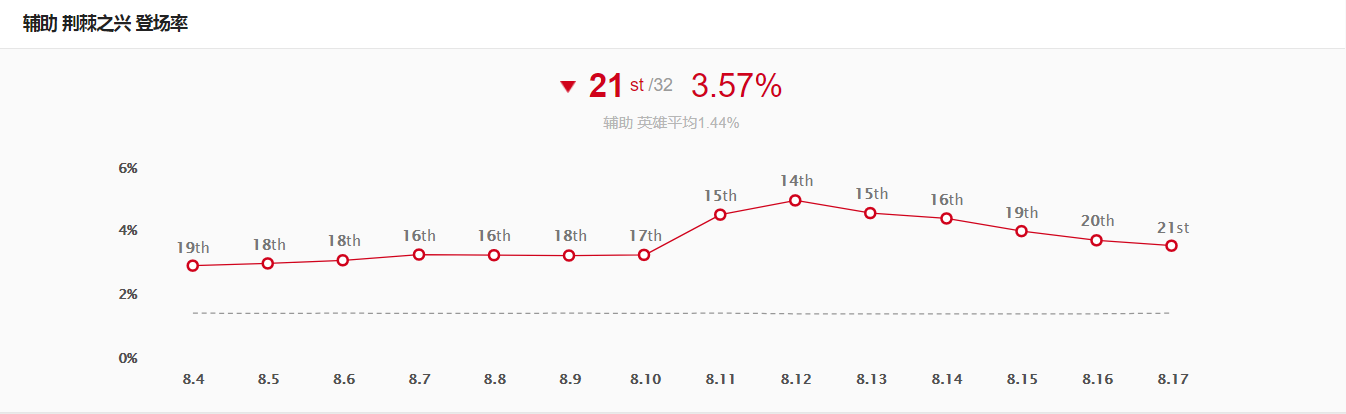 辅助 荆棘之兴 登场率
21 st /32 3.57%
辅助 英雄平均1.44%
6%
4%
2%
0%
19th 18th 18th 16th 16th 18th 17th 15th 14th 15th 16th 19th 20th 21st
8.4 8.5 8.6 8.7 8.8 8.9 8.10 8.11 8.12 8.13 8.14 8.15 8.16 8.17